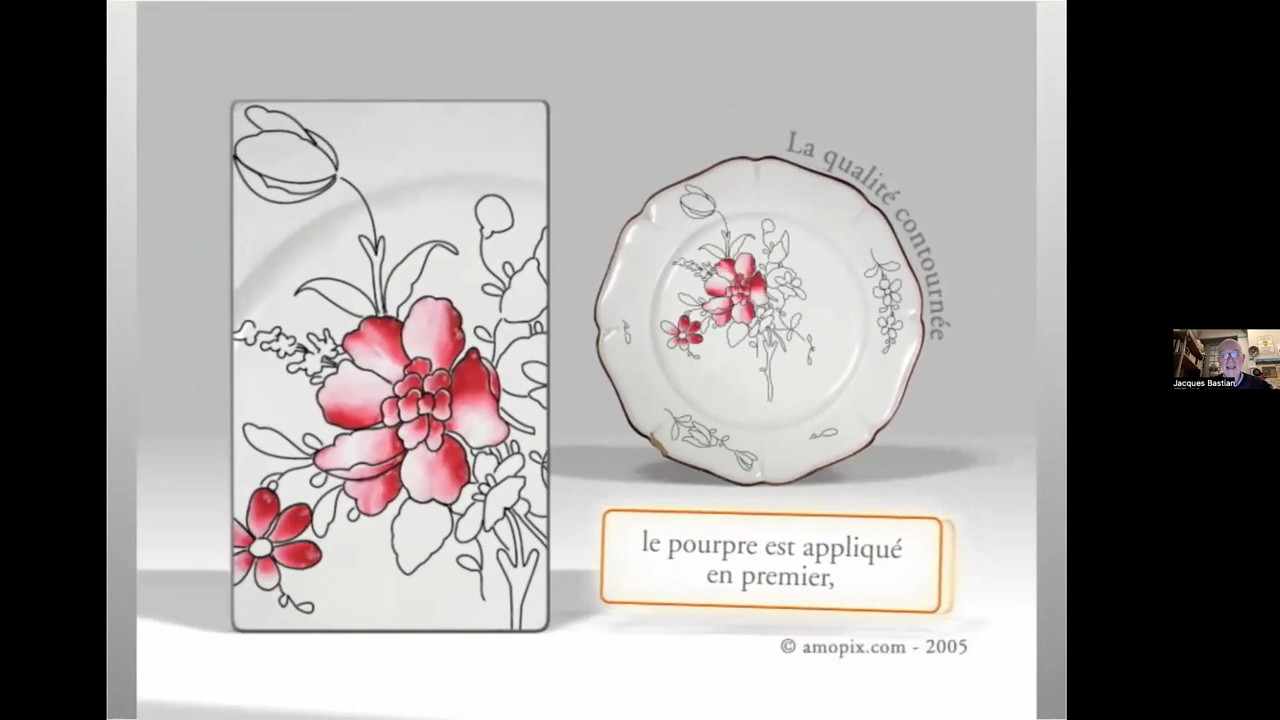 La qualité contournée
le pourpre est appliqué
en premier,
© amopix.com - 2005
Jacques Bastian